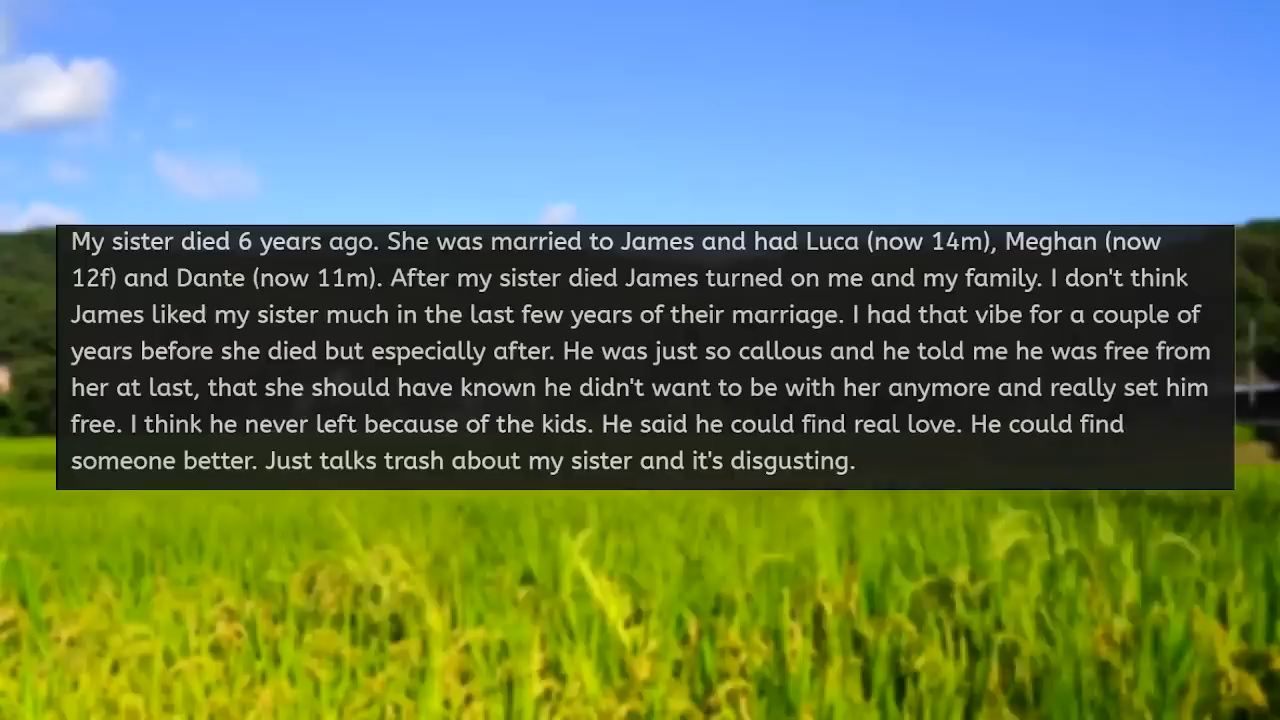 My sister died 6 years ago. She was married to James and had Luca (now 14m), Meghan (now
12f) and Dante (now 11m). After my sister died James turned on me and my family. I don't think
James liked my sister much in the last few years of their marriage. I had that vibe for a couple of
years before she died but especially after. He was just so callous and he told me he was free from
her at last, that she should have known he didn't want to be with her anymore and really set him
free. I think he never left because of the kids. He said he could find real love. He could find
someone better. Just talks trash about my sister and it's disgusting.